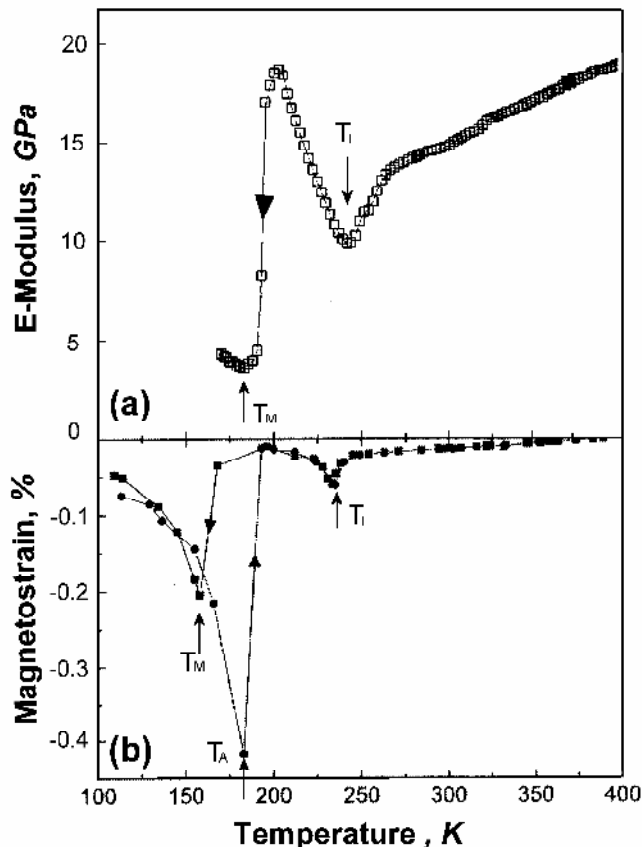 20
15
10
5
0
E-Modulus, GPa
T_I
T_M
(a)
-0.1
-0.2
-0.3
-0.4
Magnetostrain, %
T_I
T_M
T_A
(b)
100 150 200 250 300 350 400
Temperature , K